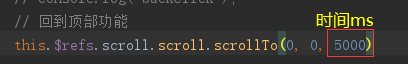 // console.log("backClick");
// 回到顶部功能
时间ms
this.$refs.scroll.scroll.scrollTo(0, 0, 5000)